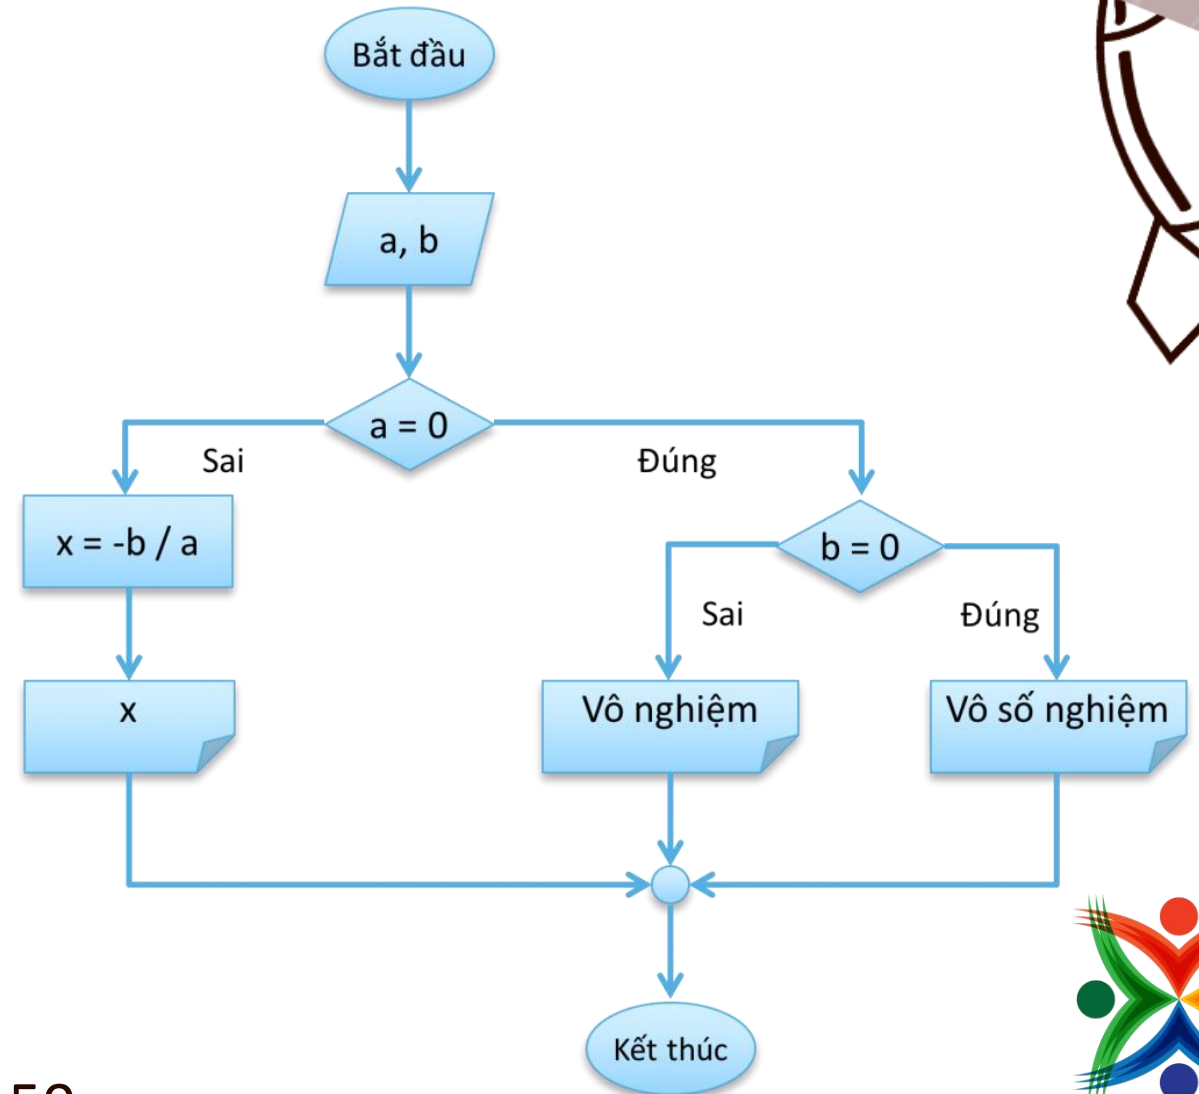 Bắt đầu
a, b
a = 0
Sai
Đúng
x = -b / a
b = 0
Sai
Đúng
x
Vô nghiệm
Vô số nghiệm
Kết thúc